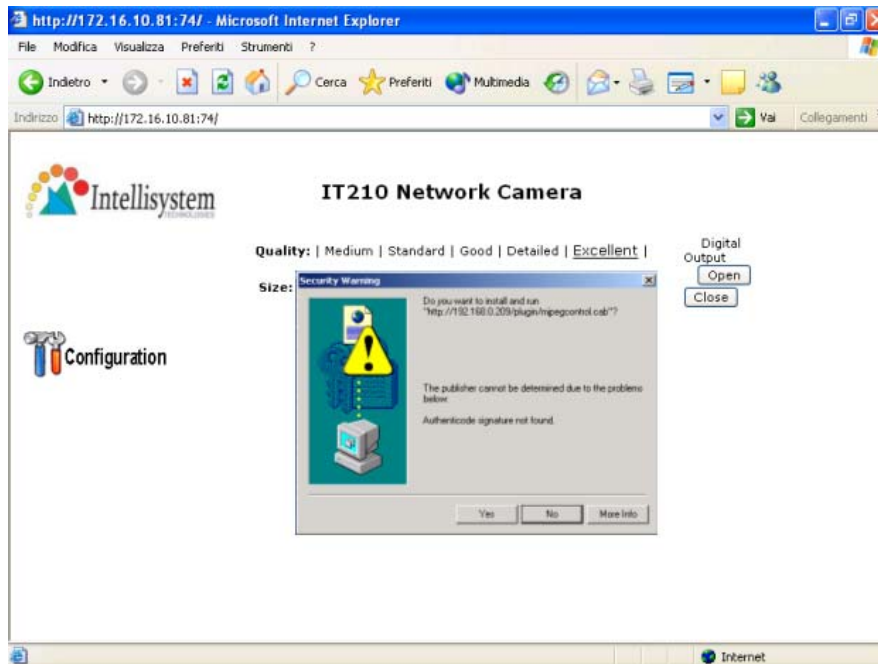 http://172.16.10.81:74/ - Microsoft Internet Explorer
File Modifica Visualizza Preferiti Strumenti ?
Indietro Cerca Preferiti Multimedia
Indirizzo http://172.16.10.81:74/ Vai Collegamenti
Intellisystem
TECHNOLOGIES
IT210 Network Camera
Quality: | Medium | Standard | Good | Detailed | Excellent |
Digital
Output
Open
Close
Size:
Security Warning
Do you want to install and run
"http://192.168.0.209/plugin/mjpegcontrol.cab"?
The publisher cannot be determined due to the problems
below:
Authenticode signature not found.
Yes No More Info
Configuration
Internet